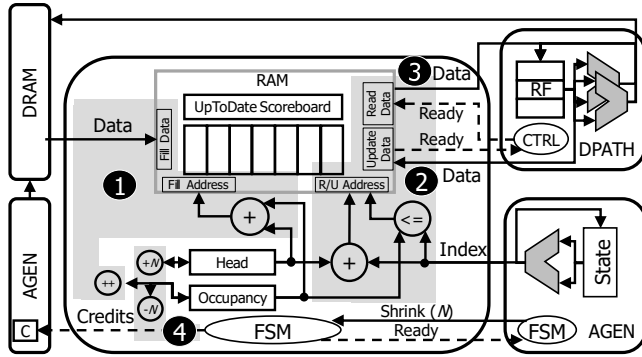 DRAM
AGEN
C
RAM
UpToDate Scoreboard
Fill Data
Read Data
Update Data
Fill Address
R/U Address
Data
1
2
3
4
+
+
<=
+N
++
-N
Head
Occupancy
Credits
FSM
Data
Ready
Ready
Data
RF
CTRL
DPATH
Index
State
Shrink (N)
Ready
FSM
AGEN